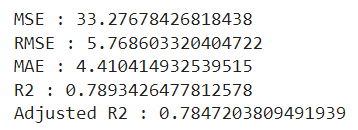 MSE : 33.27678426818438
RMSE : 5.768603320404722
MAE : 4.410414932539515
R2 : 0.7893426477812578
Adjusted R2 : 0.7847203809491939